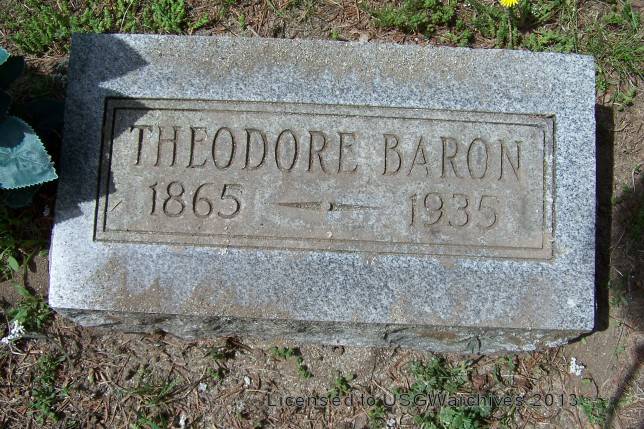 THEODORE BARON
1865 1935
Licensed to USGWarchives 2013